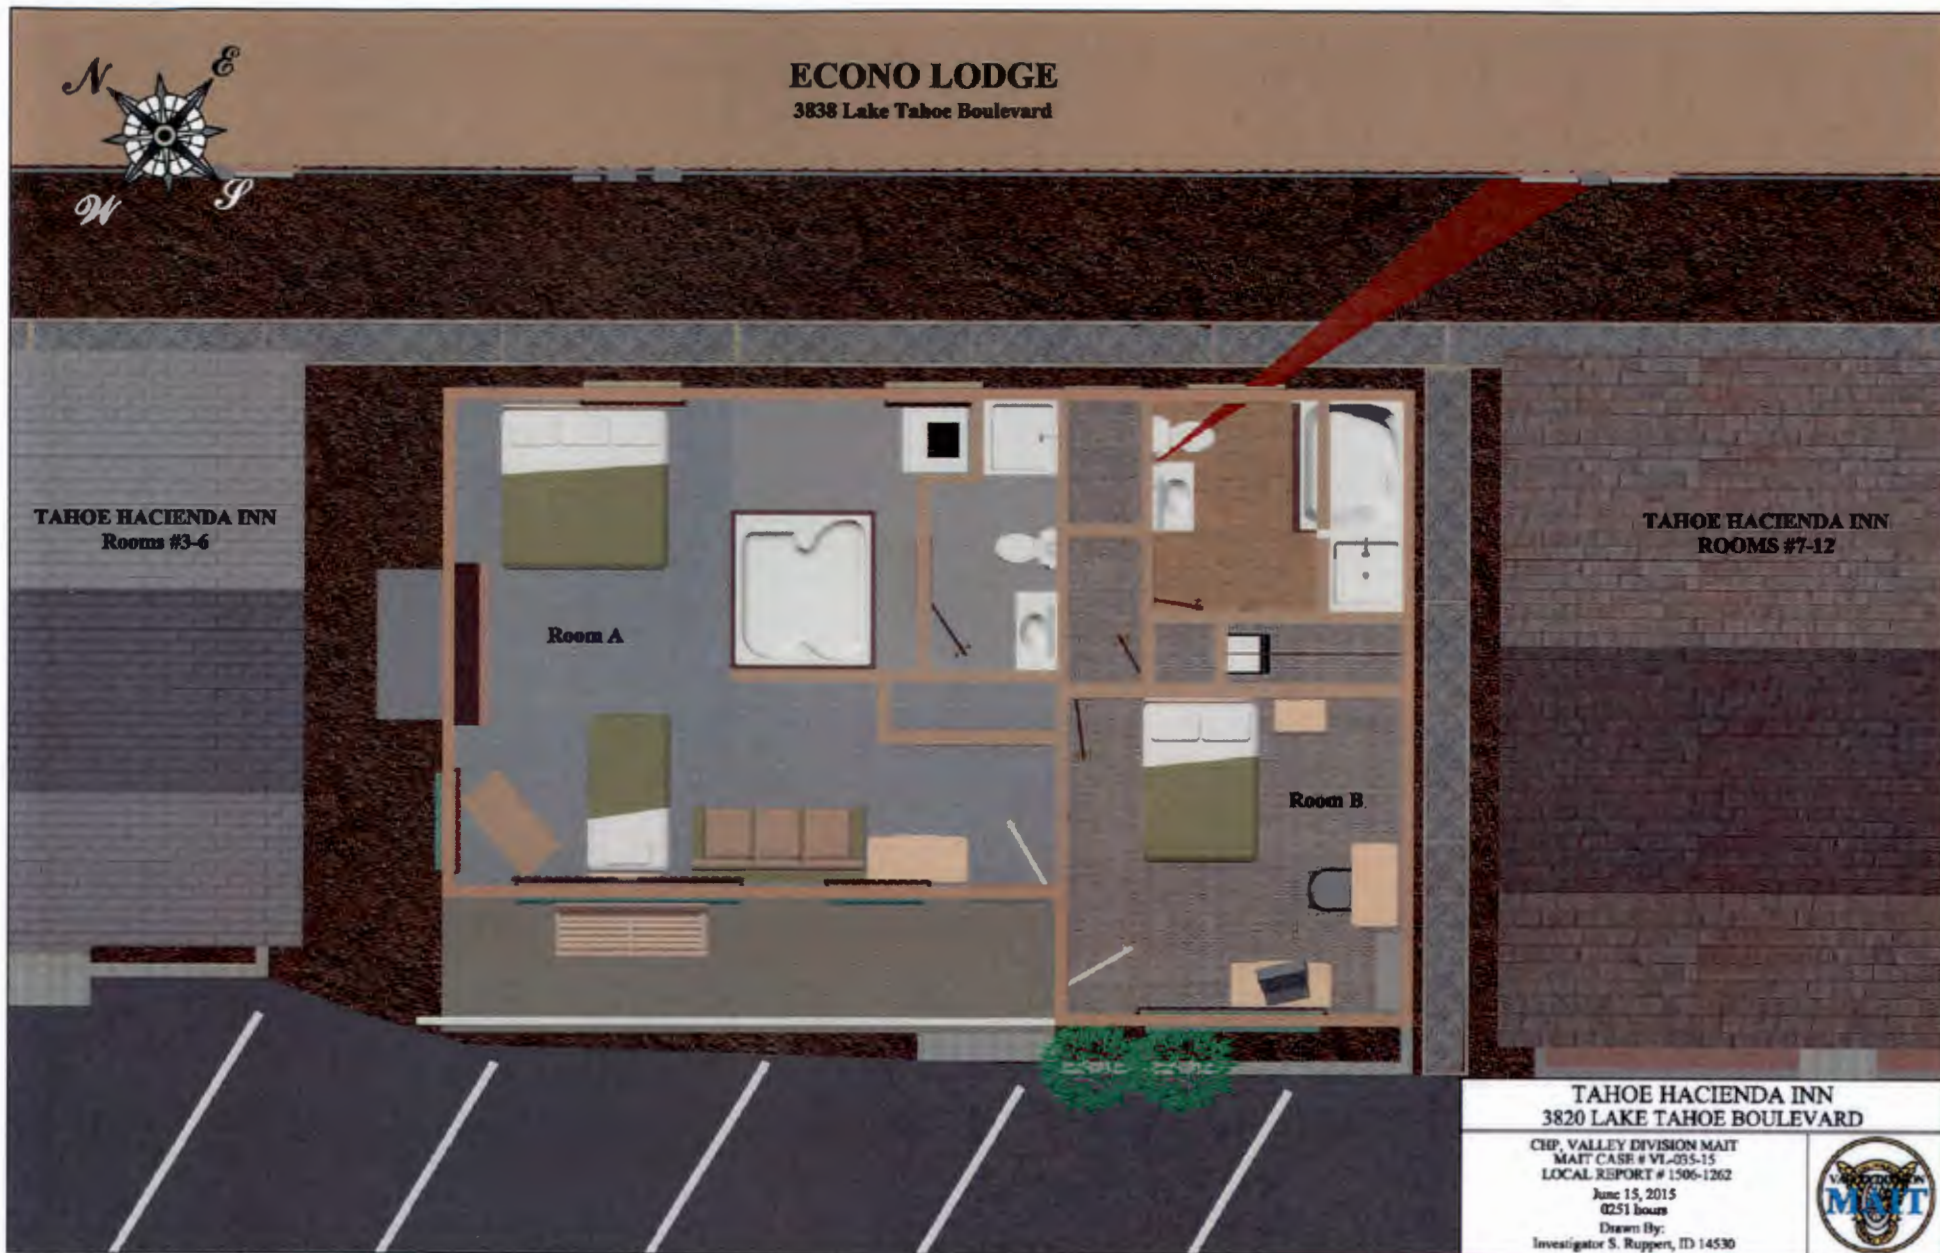 N
E
ECONO LODGE
3838 Lake Tahoe Boulevard
W
S
TAHOE HACIENDA INN
Rooms #3-6
Room A
TAHOE HACIENDA INN
ROOMS #7-12
Room B
TAHOE HACIENDA INN
3820 LAKE TAHOE BOULEVARD
CHP, VALLEY DIVISION MAIT
MAIT CASE # VL-035-15
LOCAL REPORT # 1506-1262
June 15, 2015
0251 hours
Drawn By:
Investigator S. Ruppert, ID 14530
VALLEY DIVISION
MAIT